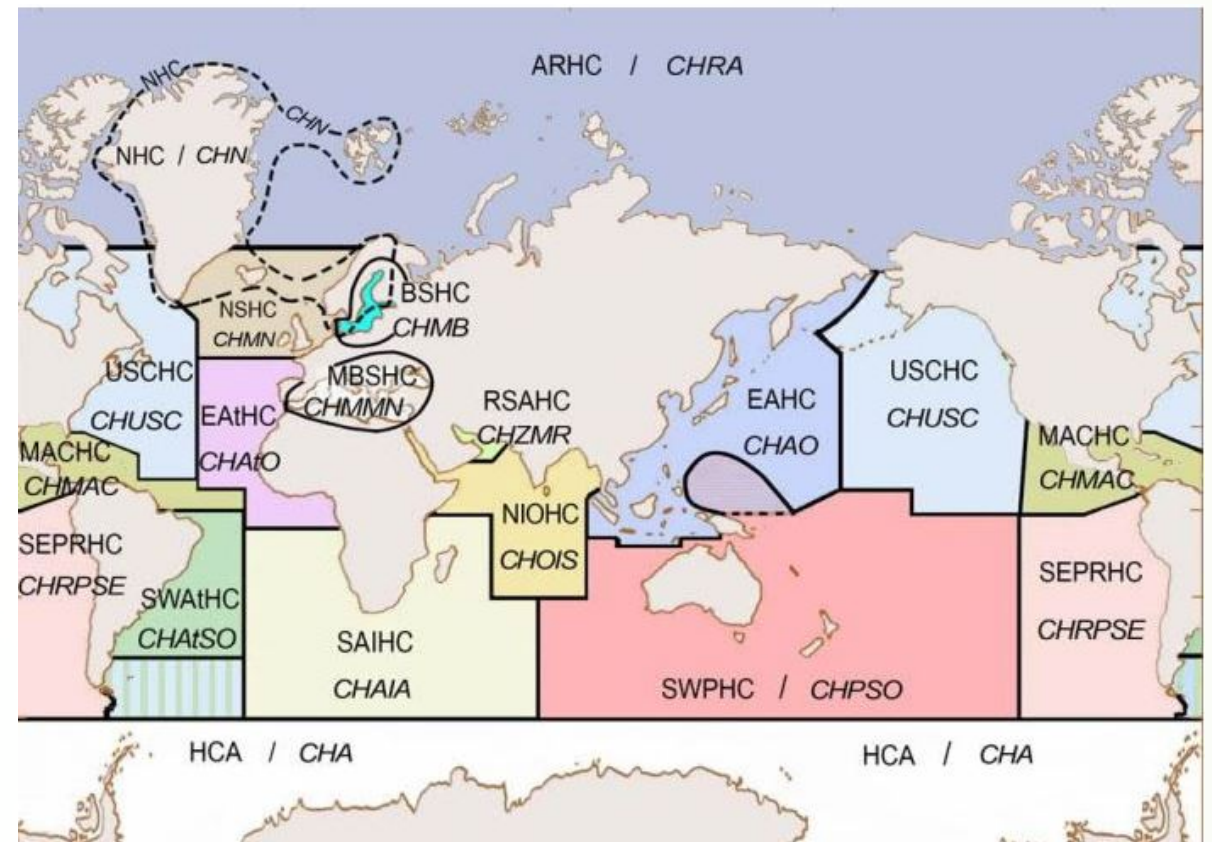 ARHC / CHRA
NHC
CHN
NHC / CHN
NSHC
CHMN
BSHC
CHMB
USCHC
CHUSC
EAtHC
CHAtO
MBSHC
CHMMN
RSAHC
CHZMR
EAHC
CHAO
USCHC
CHUSC
MACHC
CHMAC
MACHC
CHMAC
NIOHC
CHOIS
SEPRHC
CHRPSE
SWAtHC
CHAtSO
SAIHC
CHAIA
SWPHC / CHPSO
SEPRHC
CHRPSE
HCA / CHA
HCA / CHA